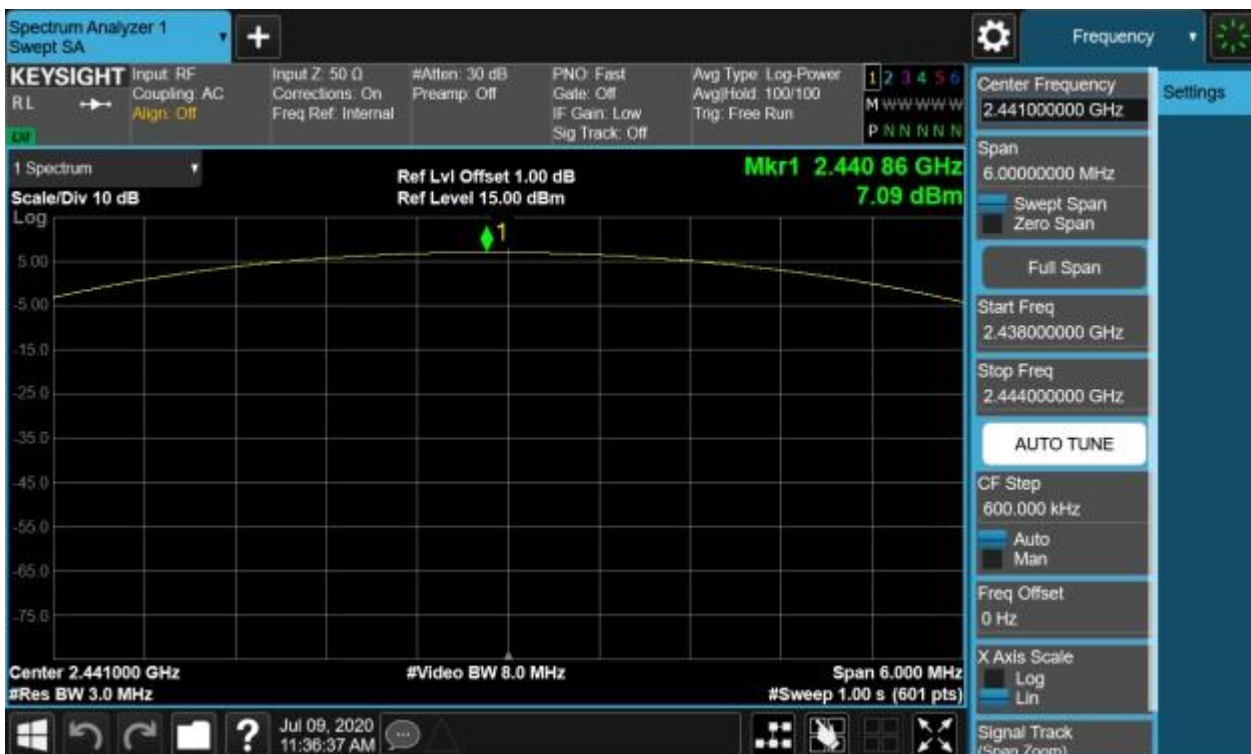 Spectrum Analyzer 1
Swept SA
+
Frequency
KEYSIGHT
RL
Input: RF
Coupling: AC
Align: Off
Input Z: 50 Ω
Corrections: On
Freq Ref: Internal
#Atten: 30 dB
Preamp: Off
PNO: Fast
Gate: Off
IF Gain: Low
Sig Track: Off
Avg Type: Log-Power
Avg|Hold: 100/100
Trig: Free Run
1 2 3 4 5 6
M W W W W W
P N N N N N
1 Spectrum
Scale/Div 10 dB
Log
Ref Lvl Offset 1.00 dB
Ref Level 15.00 dBm
Mkr1 2.440 86 GHz
7.09 dBm
1
5.00
-5.00
-15.0
-25.0
-35.0
-45.0
-55.0
-65.0
-75.0
Center 2.441000 GHz
#Res BW 3.0 MHz
#Video BW 8.0 MHz
Span 6.000 MHz
#Sweep 1.00 s (601 pts)
Center Frequency
2.441000000 GHz
Settings
Span
6.00000000 MHz
Swept Span
Zero Span
Full Span
Start Freq
2.438000000 GHz
Stop Freq
2.444000000 GHz
AUTO TUNE
CF Step
600.000 kHz
Auto
Man
Freq Offset
0 Hz
X Axis Scale
Log
Lin
Signal Track
(Span Zoom)
?
Jul 09, 2020
11:36:37 AM